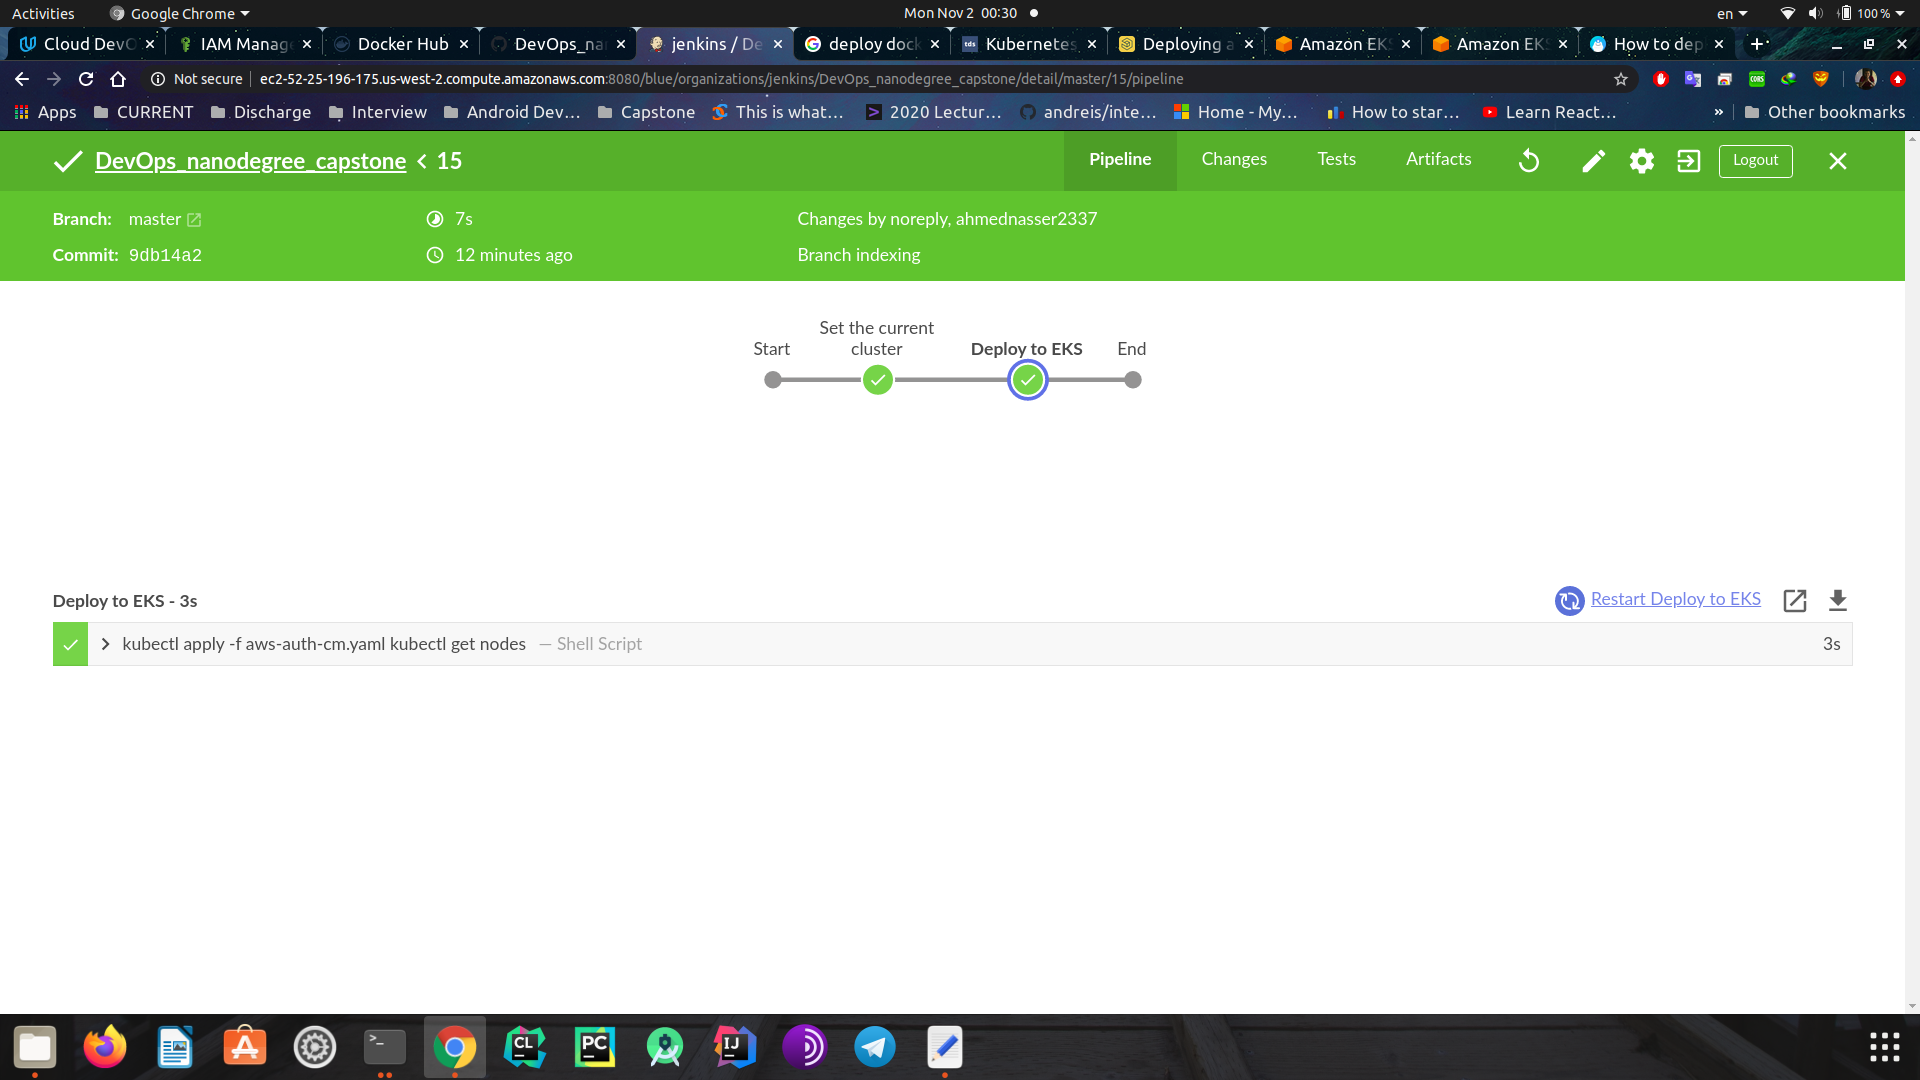 Activities
Google Chrome
Mon Nov 2 00:30
en
100 %
Cloud DevO
IAM Manag
Docker Hub
DevOps_na
jenkins / De
deploy dock
Kubernetes
Deploying a
Amazon EK
Amazon EK
How to dep
Not secure
ec2-52-25-196-175.us-west-2.compute.amazonaws.com:8080/blue/organizations/jenkins/DevOps_nanodegree_capstone/detail/master/15/pipeline
Apps
CURRENT
Discharge
Interview
Android Dev...
Capstone
This is what...
2020 Lectur...
andreis/inte...
Home - My...
How to star...
Learn React...
»
Other bookmarks
DevOps_nanodegree_capstone < 15
Pipeline
Changes
Tests
Artifacts
Logout
Branch: master
7s
Changes by noreply, ahmednasser2337
Commit: 9db14a2
12 minutes ago
Branch indexing
Start
Set the current
cluster
Deploy to EKS
End
Deploy to EKS - 3s
Restart Deploy to EKS
kubectl apply -f aws-auth-cm.yaml kubectl get nodes — Shell Script
3s
>_
CL
PC
IJ